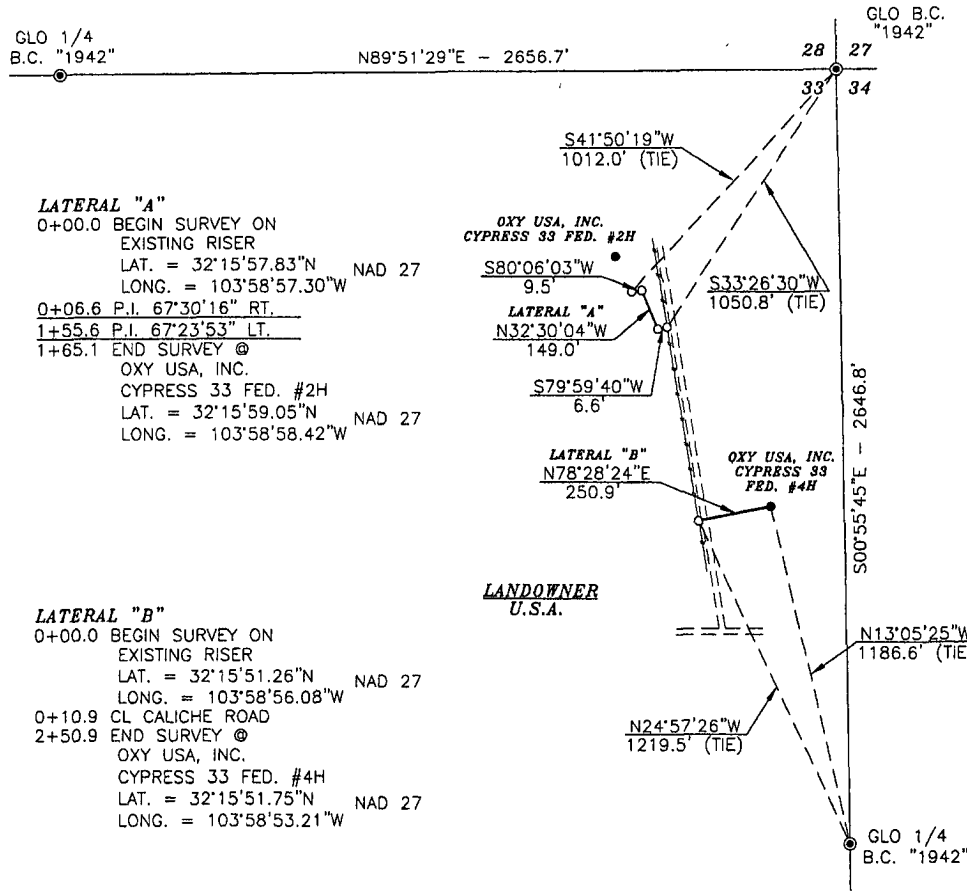 GLO 1/4
B.C. "1942"
N89°51'29"E - 2656.7'
GLO B.C.
"1942"
28 27
33 34
S41°50'19"W
1012.0' (TIE)
LATERAL "A"
0+00.0 BEGIN SURVEY ON
EXISTING RISER
LAT. = 32°15'57.83"N
LONG. = 103°58'57.30"W
NAD 27
0+06.6 P.I. 67°30'16" RT.
1+55.6 P.I. 67°23'53" LT.
1+65.1 END SURVEY @
OXY USA, INC.
CYPRESS 33 FED. #2H
LAT. = 32°15'59.05"N
LONG. = 103°58'58.42"W
NAD 27
OXY USA, INC.
CYPRESS 33 FED. #2H
S80°06'03"W
9.5'
LATERAL "A"
N32°30'04"W
149.0'
S79°59'40"W
6.6'
S33°26'30"W
1050.8' (TIE)
S00°55'45"E - 2646.8'
LATERAL "B"
N78°28'24"E
250.9'
OXY USA, INC.
CYPRESS 33
FED. #4H
LANDOWNER
U.S.A.
LATERAL "B"
0+00.0 BEGIN SURVEY ON
EXISTING RISER
LAT. = 32°15'51.26"N
LONG. = 103°58'56.08"W
NAD 27
0+10.9 CL CALICHE ROAD
2+50.9 END SURVEY @
OXY USA, INC.
CYPRESS 33 FED. #4H
LAT. = 32°15'51.75"N
LONG. = 103°58'53.21"W
NAD 27
N13°05'25"W
1186.6' (TIE
N24°57'26"W
1219.5' (TIE)
GLO 1/4
B.C. "1942"